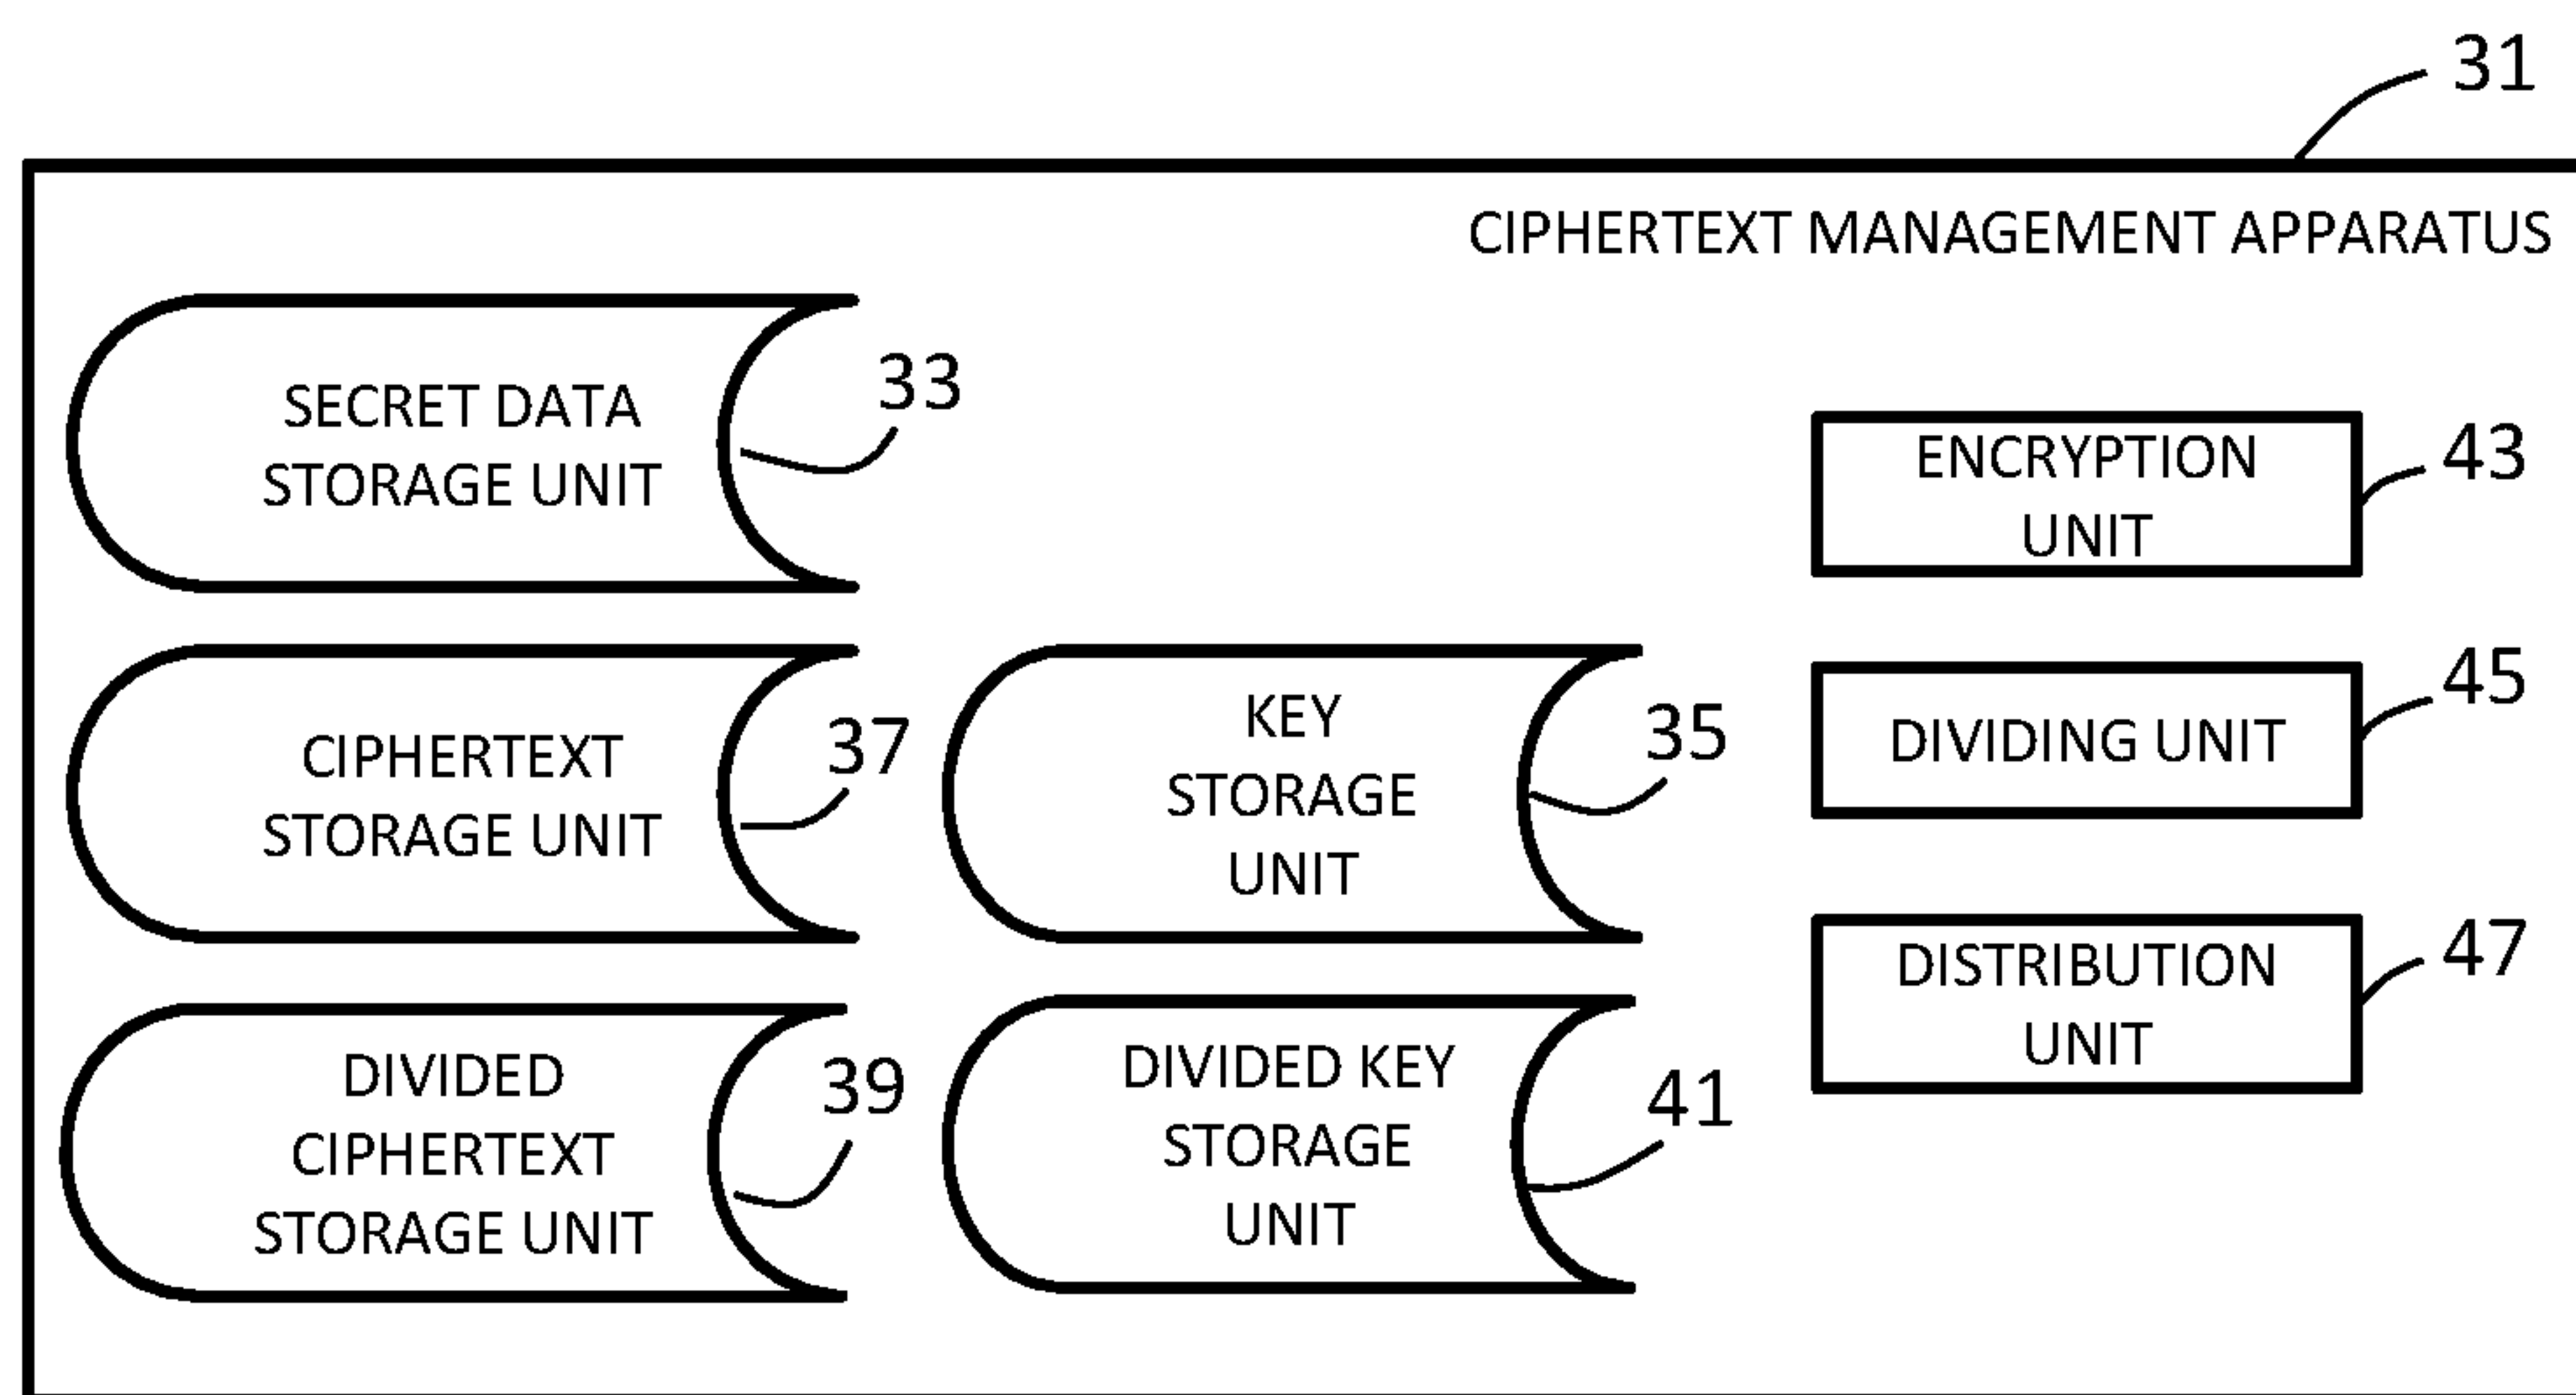 31
CIPHERTEXT MANAGEMENT APPARATUS
SECRET DATA
STORAGE UNIT
33
ENCRYPTION
UNIT
43
CIPHERTEXT
STORAGE UNIT
37
KEY
STORAGE
UNIT
35
DIVIDING UNIT
45
DIVIDED
CIPHERTEXT
STORAGE UNIT
39
DIVIDED KEY
STORAGE
UNIT
41
DISTRIBUTION
UNIT
47